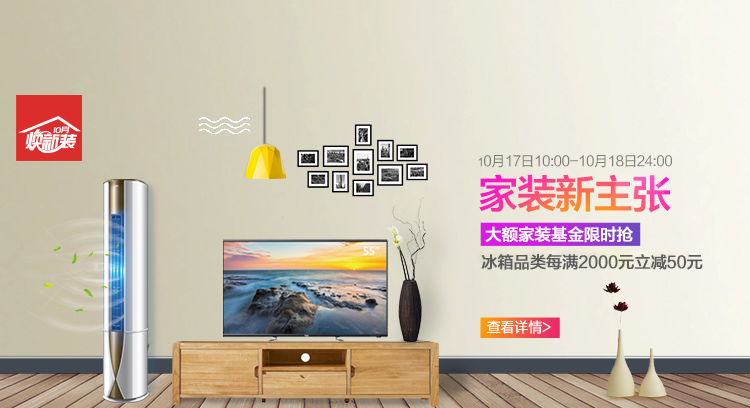 10月
焕新装
55"
10月17日10:00-10月18日24:00
家装新主张
大额家装基金限时抢
冰箱品类每满2000元立减50元
查看详情>